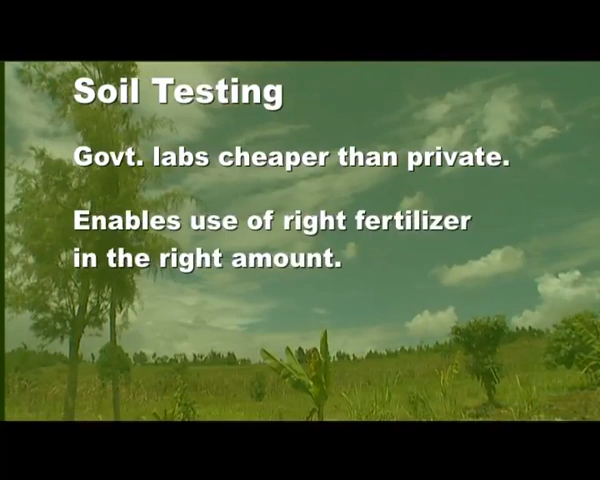 Soil Testing
Govt. labs cheaper than private.
Enables use of right fertilizer
in the right amount.